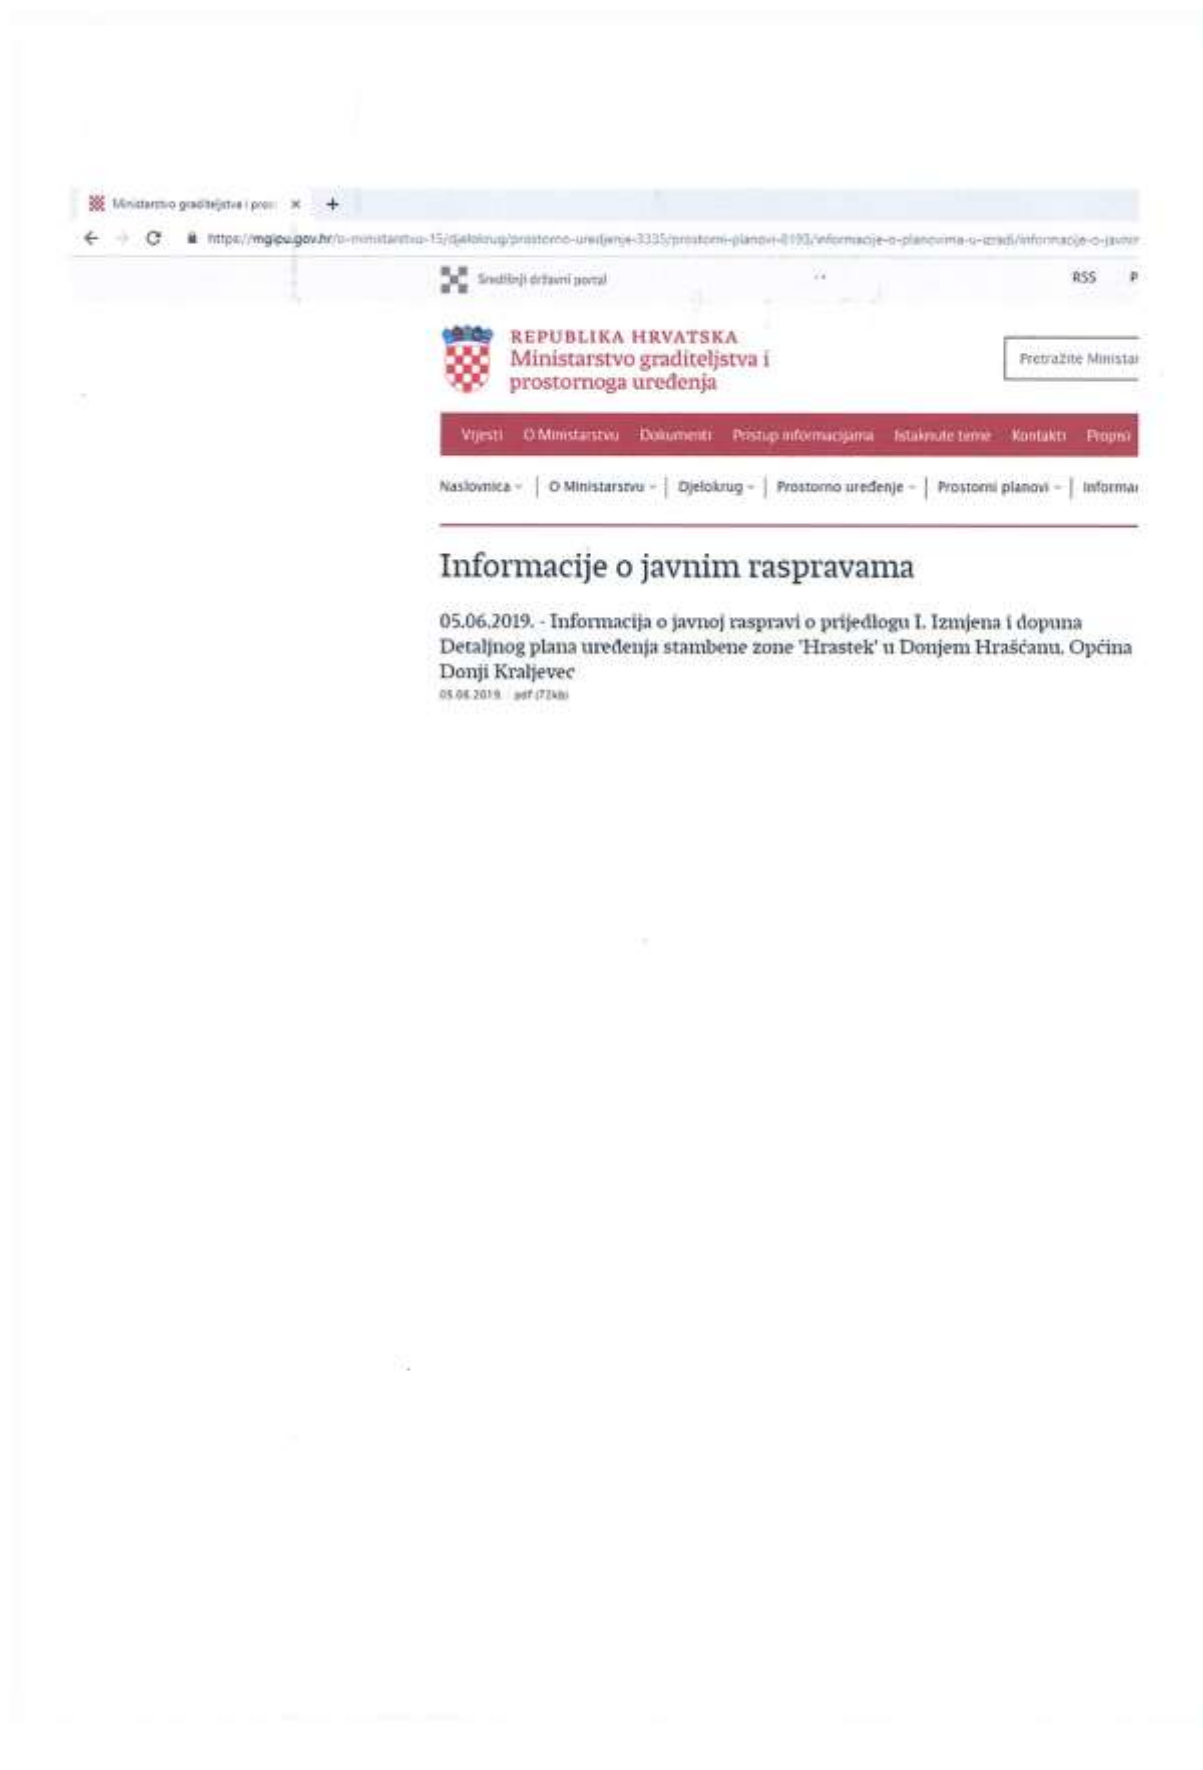 Ministarstvo graditeljstva i pros
https://mgipu.gov.hr/o-ministarstvu-15/djelokrug/prostorno-uredjenje-3335/prostorni-planovi-8193/informacije-o-planovima-u-izradi/informacije-o-javnir
Središnji državni portal RSS P
REPUBLIKA HRVATSKA
Ministarstvo graditeljstva i
prostornoga uređenja
Pretražite Ministar
Vijesti O Ministarstvu Dokumenti Pristup informacijama Istaknute teme Kontakti Propisi
Naslovnica O Ministarstvu Djelokrug Prostorno uređenje Prostorni planovi Informac
Informacije o javnim raspravama
05.06.2019. - Informacija o javnoj raspravi o prijedlogu I. Izmjena i dopuna
Detaljnog plana uređenja stambene zone 'Hrastek' u Donjem Hrašćanu, Općina
Donji Kraljevec
05.06.2019. pdf (72kb)